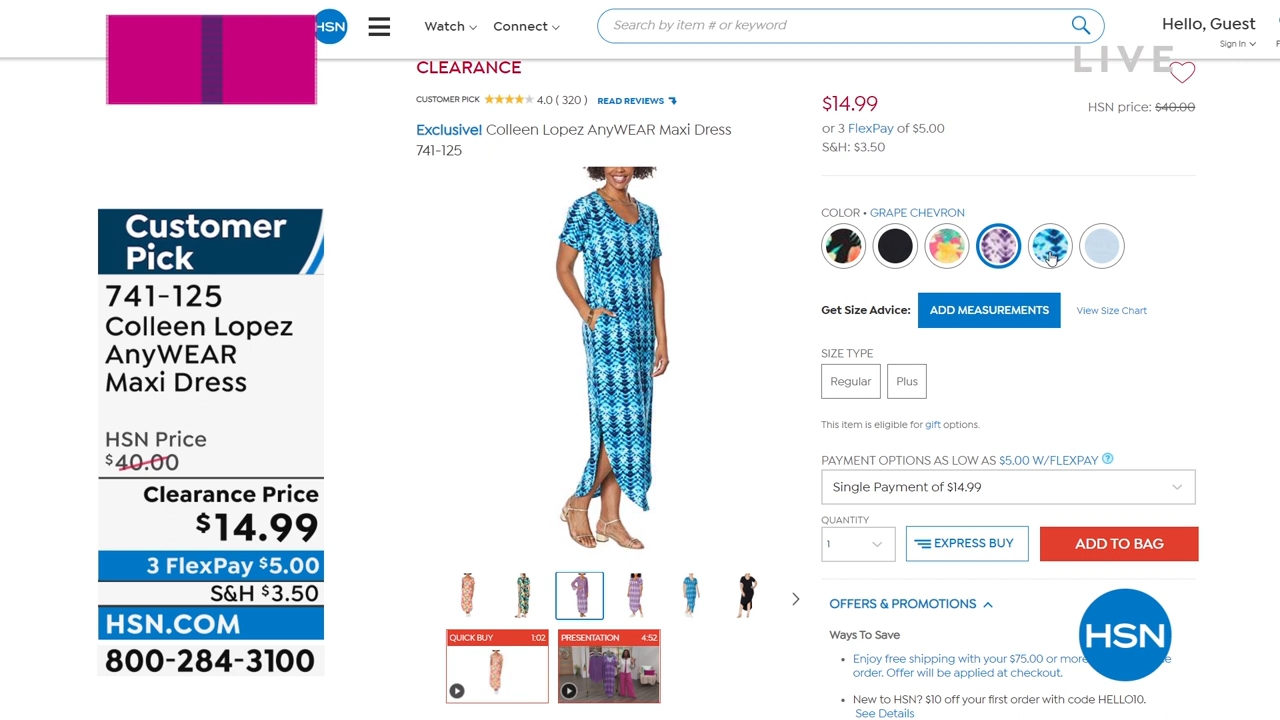 HSN
Watch
Connect
Search by item # or keyword
Hello, Guest
Sign In
LIVE
CLEARANCE
CUSTOMER PICK 4.0 ( 320 ) READ REVIEWS
Exclusive! Colleen Lopez AnyWEAR Maxi Dress
741-125
$14.99
HSN price: $40.00
or 3 FlexPay of $5.00
S&H: $3.50
COLOR • GRAPE CHEVRON
Get Size Advice: ADD MEASUREMENTS View Size Chart
SIZE TYPE
Regular Plus
This item is eligible for gift options.
PAYMENT OPTIONS AS LOW AS $5.00 W/FLEXPAY ?
Single Payment of $14.99
QUANTITY
1
EXPRESS BUY
ADD TO BAG
OFFERS & PROMOTIONS
Ways To Save
• Enjoy free shipping with your $75.00 or more
order. Offer will be applied at checkout.
• New to HSN? $10 off your first order with code HELLO10.
See Details
HSN
QUICK BUY 1:02
PRESENTATION 4:52
Customer
Pick
741-125
Colleen Lopez
AnyWEAR
Maxi Dress
HSN Price
$40.00
Clearance Price
$14.99
3 FlexPay $5.00
S&H $3.50
HSN.COM
800-284-3100